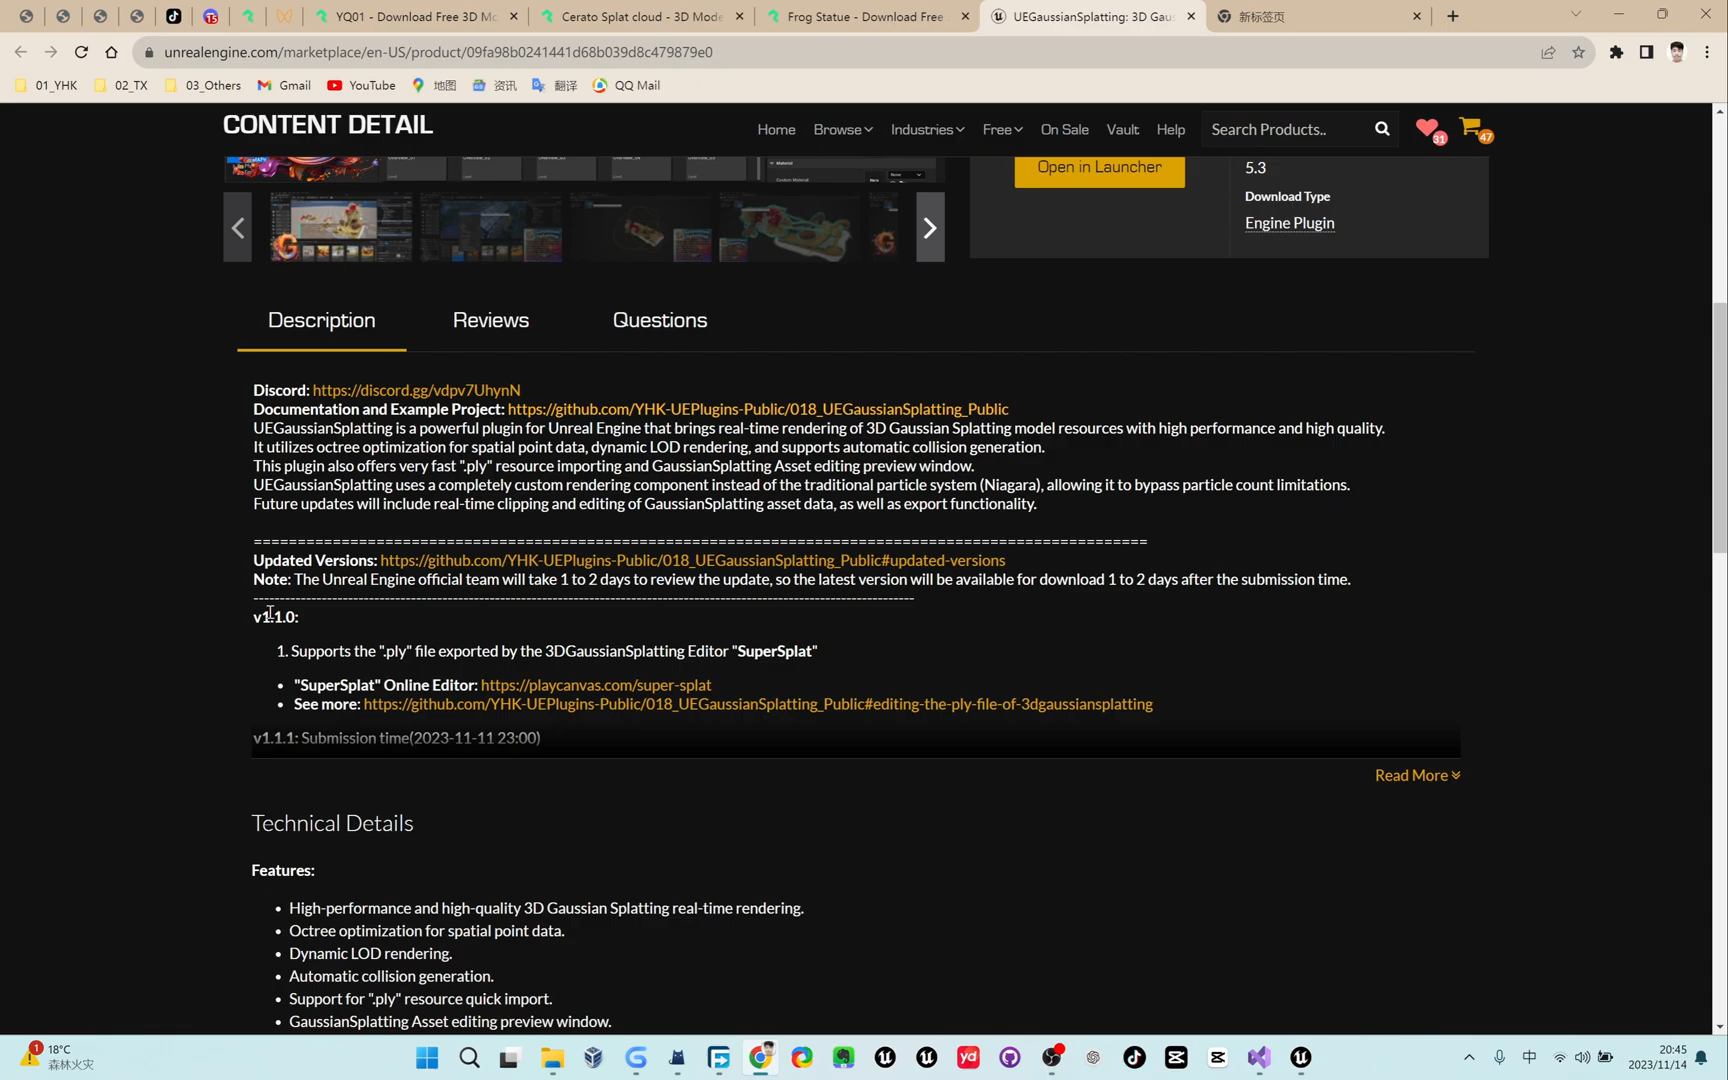 YQ01 - Download Free 3D Mc
Cerato Splat cloud - 3D Mode
Frog Statue - Download Free
UEGaussianSplatting: 3D Gau
新标签页
unrealengine.com/marketplace/en-US/product/09fa98b0241441d68b039d8c479879e0
01_YHK
02_TX
03_Others
Gmail
YouTube
地图
资讯
翻译
QQ Mail
CONTENT DETAIL
Home
Browse
Industries
Free
On Sale
Vault
Help
Search Products..
31
47
Open in Launcher
5.3
Download Type
Engine Plugin
Description
Reviews
Questions
Discord: https://discord.gg/vdpv7UhynN
Documentation and Example Project: https://github.com/YHK-UEPlugins-Public/018_UEGaussianSplatting_Public
UEGaussianSplatting is a powerful plugin for Unreal Engine that brings real-time rendering of 3D Gaussian Splatting model resources with high performance and high quality.
It utilizes octree optimization for spatial point data, dynamic LOD rendering, and supports automatic collision generation.
This plugin also offers very fast ".ply" resource importing and GaussianSplatting Asset editing preview window.
UEGaussianSplatting uses a completely custom rendering component instead of the traditional particle system (Niagara), allowing it to bypass particle count limitations.
Future updates will include real-time clipping and editing of GaussianSplatting asset data, as well as export functionality.
Updated Versions: https://github.com/YHK-UEPlugins-Public/018_UEGaussianSplatting_Public#updated-versions
Note: The Unreal Engine official team will take 1 to 2 days to review the update, so the latest version will be available for download 1 to 2 days after the submission time.
v1.1.0:
1. Supports the ".ply" file exported by the 3DGaussianSplatting Editor "SuperSplat"
• "SuperSplat" Online Editor: https://playcanvas.com/super-splat
• See more: https://github.com/YHK-UEPlugins-Public/018_UEGaussianSplatting_Public#editing-the-ply-file-of-3dgaussiansplatting
v1.1.1: Submission time(2023-11-11 23:00)
Read More
Technical Details
Features:
• High-performance and high-quality 3D Gaussian Splatting real-time rendering.
• Octree optimization for spatial point data.
• Dynamic LOD rendering.
• Automatic collision generation.
• Support for ".ply" resource quick import.
• GaussianSplatting Asset editing preview window.
1
18°C
森林火灾
yd
中
20:45
2023/11/14